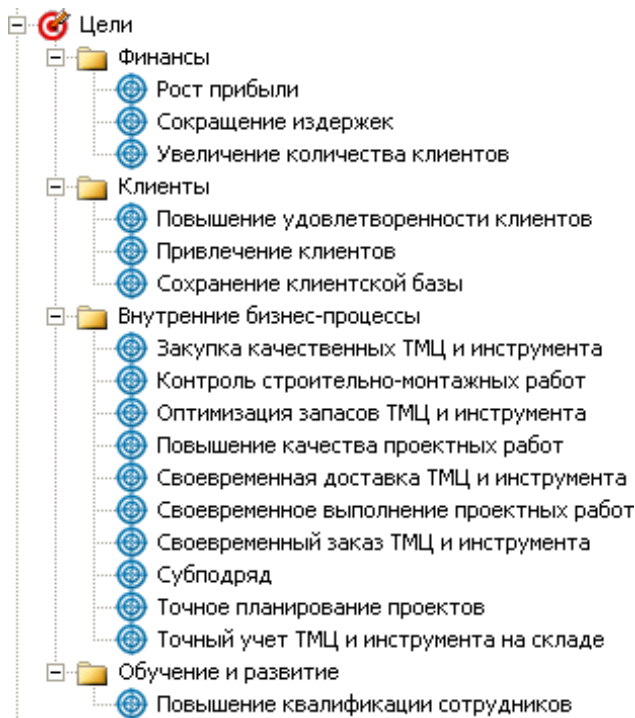 Цели
Финансы
Рост прибыли
Сокращение издержек
Увеличение количества клиентов
Клиенты
Повышение удовлетворенности клиентов
Привлечение клиентов
Сохранение клиентской базы
Внутренние бизнес-процессы
Закупка качественных ТМЦ и инструмента
Контроль строительно-монтажных работ
Оптимизация запасов ТМЦ и инструмента
Повышение качества проектных работ
Своевременная доставка ТМЦ и инструмента
Своевременное выполнение проектных работ
Своевременный заказ ТМЦ и инструмента
Субподряд
Точное планирование проектов
Точный учет ТМЦ и инструмента на складе
Обучение и развитие
Повышение квалификации сотрудников